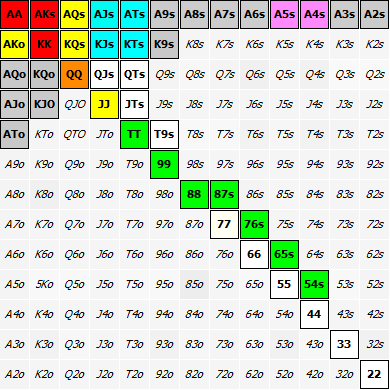 AA AKs AQs AJs ATs A9s A8s A7s A6s A5s A4s A3s A2s
AKo KK KQs KJs KTs K9s K8s K7s K6s K5s K4s K3s K2s
AQo KQo QQ QJs QTs Q9s Q8s Q7s Q6s Q5s Q4s Q3s Q2s
AJo KJO QJO JJ JTs J9s J8s J7s J6s J5s J4s J3s J2s
ATo KTo QTO JTo TT T9s T8s T7s T6s T5s T4s T3s T2s
A9o K9o Q9o J9o T9o 99 98s 97s 96s 95s 94s 93s 92s
A8o K8o Q8o J8o T8o 98o 88 87s 86s 85s 84s 83s 82s
A7o K7o Q7o J7o T7o 97o 87o 77 76s 75s 74s 73s 72s
A6o K6o Q6o J6o T6o 96o 86o 76o 66 65s 64s 63s 62s
A5o 5Ko Q5o J5o T5o 95o 85o 75o 65o 55 54s 53s 52s
A4o K4o Q4o J4o T4o 94o 84o 74o 64o 54o 44 43s 42s
A3o K3o Q3o J3o T3o 93o 83o 73o 63o 53o 43o 33 32s
A2o K2o Q2o J2o T2o 92o 82o 72o 62o 52o 42o 32o 22